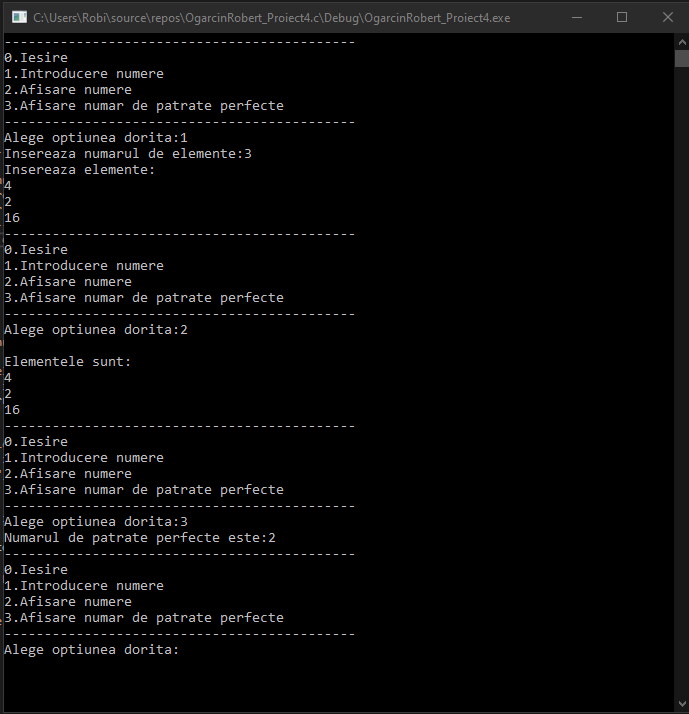 C:\Users\Robi\source\repos\OgarcinRobert_Proiect4.c\Debug\OgarcinRobert_Proiect4.exe
--------------------------------------------
0.Iesire
1.Introducere numere
2.Afisare numere
3.Afisare numar de patrate perfecte
--------------------------------------------
Alege optiunea dorita:1
Insereaza numarul de elemente:3
Insereaza elemente:
4
2
16
--------------------------------------------
0.Iesire
1.Introducere numere
2.Afisare numere
3.Afisare numar de patrate perfecte
--------------------------------------------
Alege optiunea dorita:2

Elementele sunt:
4
2
16
--------------------------------------------
0.Iesire
1.Introducere numere
2.Afisare numere
3.Afisare numar de patrate perfecte
--------------------------------------------
Alege optiunea dorita:3
Numarul de patrate perfecte este:2
--------------------------------------------
0.Iesire
1.Introducere numere
2.Afisare numere
3.Afisare numar de patrate perfecte
--------------------------------------------
Alege optiunea dorita: